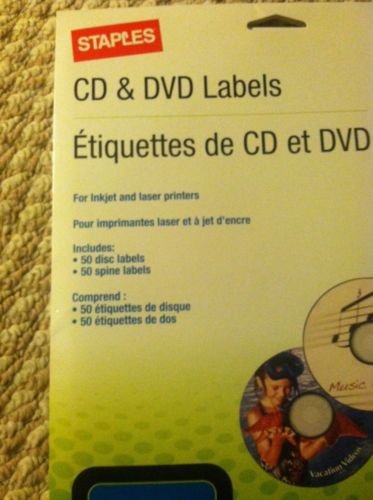 STAPLES
CD & DVD Labels
Étiquettes de CD et DVD
For Inkjet and laser printers
Pour imprimantes laser et à jet d'encre
Includes:
• 50 disc labels
• 50 spine labels
Comprend :
• 50 étiquettes de disque
• 50 étiquettes de dos
Music
Vacation Videos